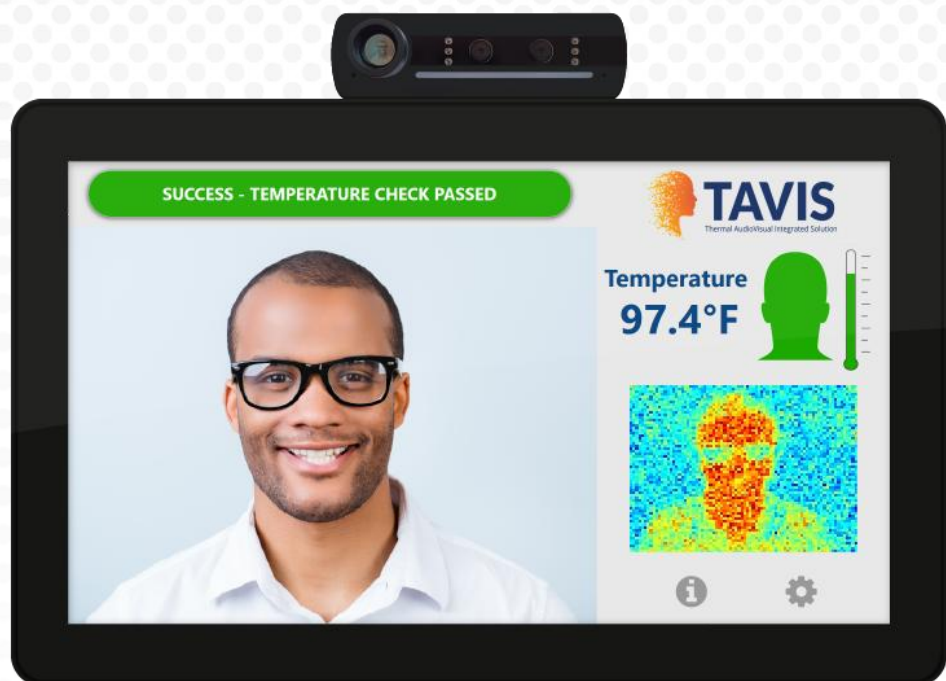 SUCCESS - TEMPERATURE CHECK PASSED
TAVIS
Thermal AudioVisual Integrated Solution
Temperature
97.4°F